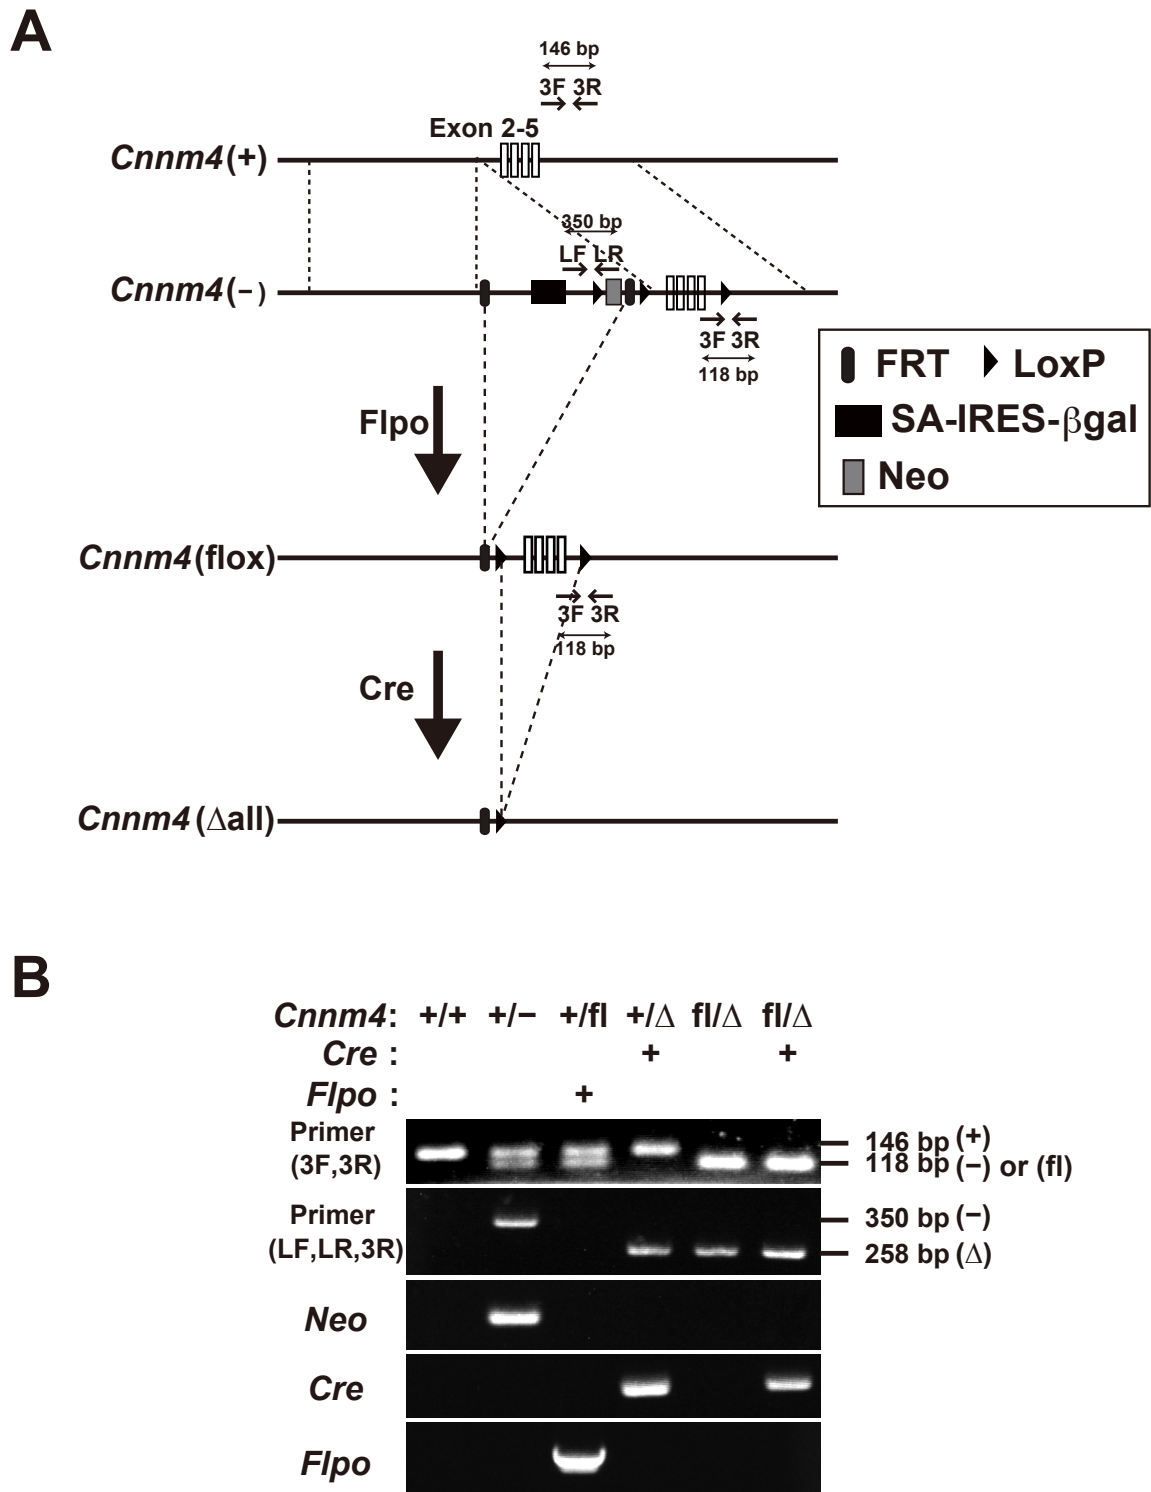 A
146 bp
3F 3R
Exon 2-5
Cnnm4(+)
350 bp
LF LR
Cnnm4(−)
3F 3R
118 bp
FRT LoxP
SA-IRES-βgal
Neo
Flpo
Cnnm4(flox)
3F 3R
118 bp
Cre
Cnnm4(Δall)
B
Cnnm4: +/+ +/− +/fl +/Δ fl/Δ fl/Δ
Cre : + +
Flpo : +
Primer
(3F,3R)
146 bp (+)
118 bp (−) or (fl)
Primer
(LF,LR,3R)
350 bp (−)
258 bp (Δ)
Neo
Cre
Flpo